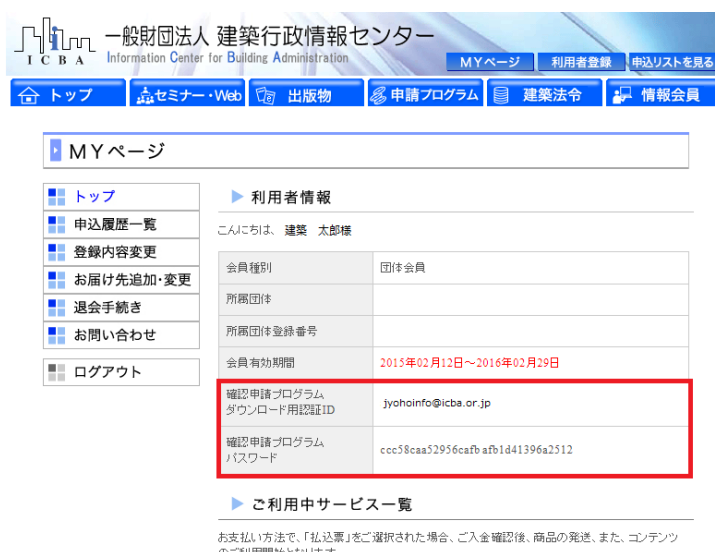 一般財団法人 建築行政情報センター
ICBA Information Center for Building Administration
MYページ 利用者登録 申込リストを見る
トップ セミナー・Web 出版物 申請プログラム 建築法令 情報会員
MYページ
トップ
申込履歴一覧
登録内容変更
お届け先追加・変更
退会手続き
お問い合わせ
ログアウト
利用者情報
こんにちは、 建築 太郎様
会員種別 団体会員
所属団体
所属団体登録番号
会員有効期間 2015年02月12日～2016年02月29日
確認申請プログラム
ダウンロード用認証ID jyohoinfo@icba.or.jp
確認申請プログラム
パスワード ccc58caa52956cafbafb1d41396a2512
ご利用中サービス一覧
お支払い方法で、「払込票」をご選択された場合、ご入金確認後、商品の発送、また、コンテンツ
のご利用開始となります。